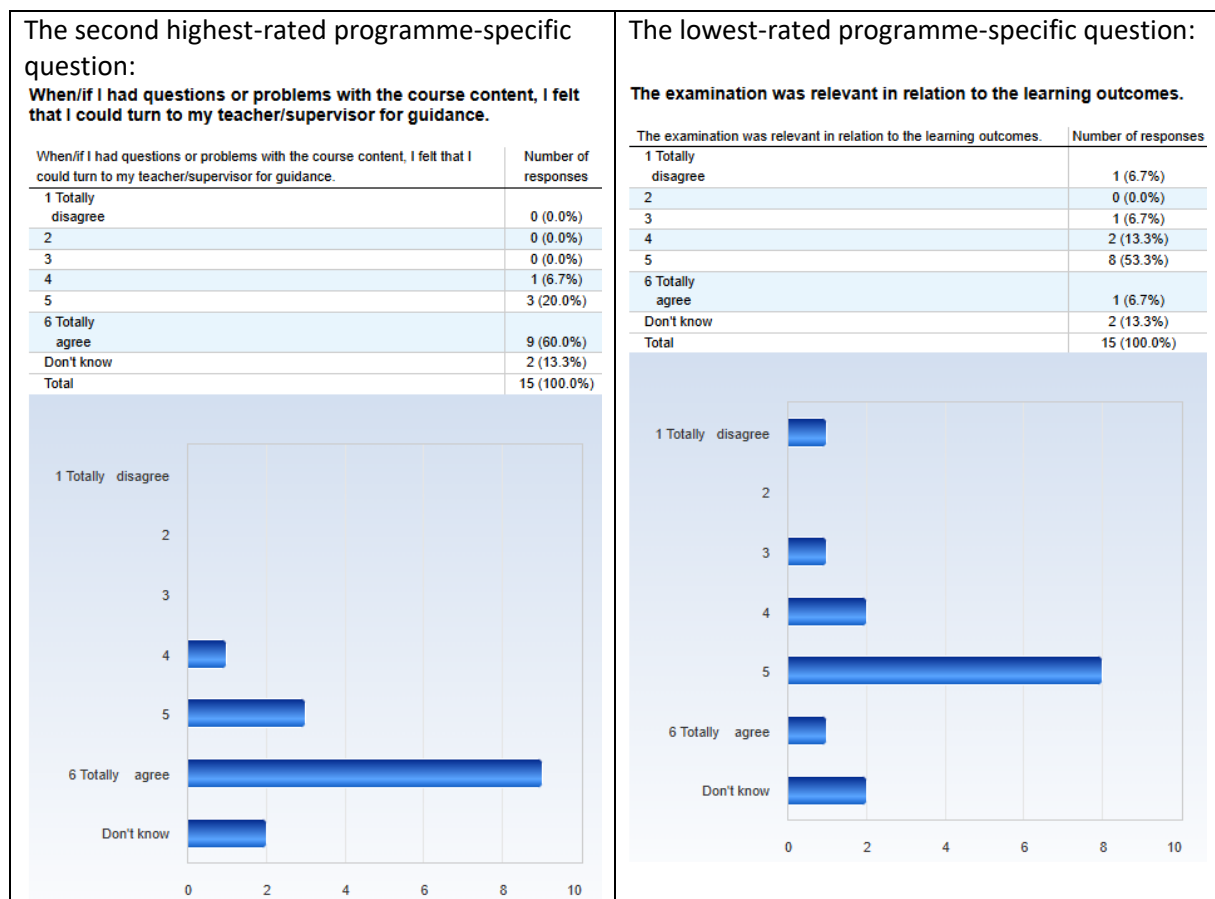 The second highest-rated programme-specific
question:
When/if I had questions or problems with the course content, I felt
that I could turn to my teacher/supervisor for guidance.
When/if I had questions or problems with the course content, I felt that I
could turn to my teacher/supervisor for guidance.
Number of
responses
1 Totally
disagree 0 (0.0%)
2 0 (0.0%)
3 0 (0.0%)
4 1 (6.7%)
5 3 (20.0%)
6 Totally
agree 9 (60.0%)
Don't know 2 (13.3%)
Total 15 (100.0%)
1 Totally disagree
2
3
4
5
6 Totally agree
Don't know
0 2 4 6 8 10
The lowest-rated programme-specific question:
The examination was relevant in relation to the learning outcomes.
The examination was relevant in relation to the learning outcomes. Number of responses
1 Totally
disagree 1 (6.7%)
2 0 (0.0%)
3 1 (6.7%)
4 2 (13.3%)
5 8 (53.3%)
6 Totally
agree 1 (6.7%)
Don't know 2 (13.3%)
Total 15 (100.0%)
1 Totally disagree
2
3
4
5
6 Totally agree
Don't know
0 2 4 6 8 10